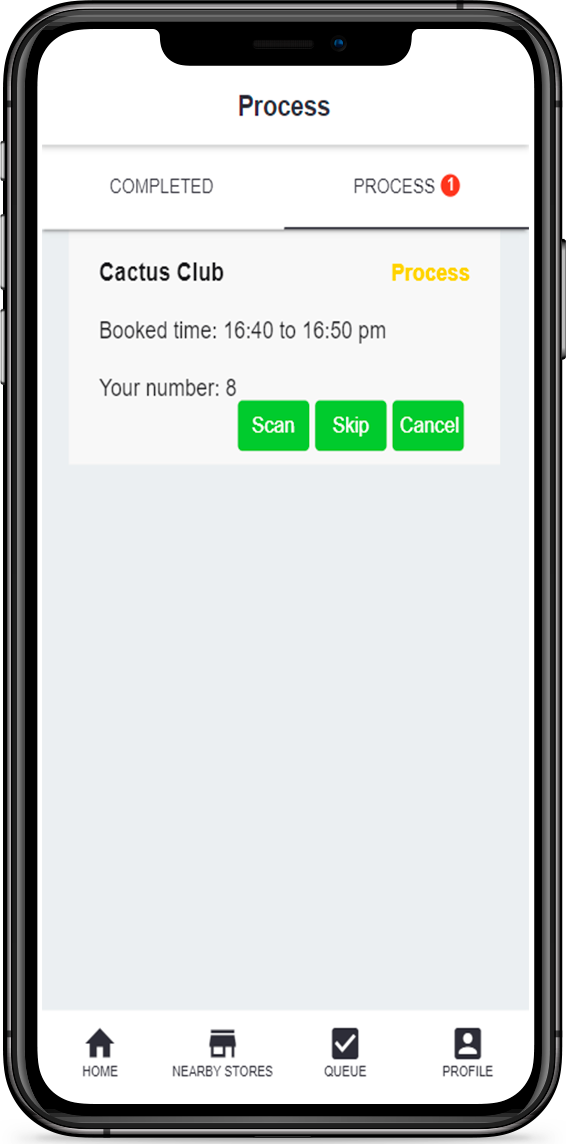 Process
COMPLETED PROCESS 1
Cactus Club Process
Booked time: 16:40 to 16:50 pm
Your number: 8
Scan Skip Cancel
HOME NEARBY STORES QUEUE PROFILE